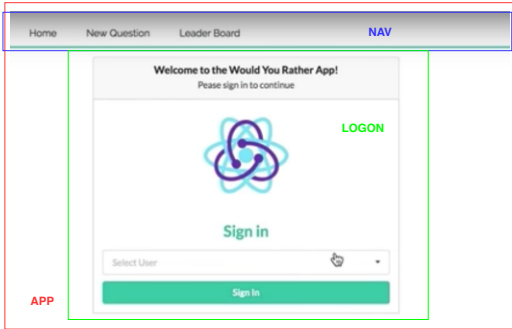 Home New Question Leader Board NAV
Welcome to the Would You Rather App!
Pease sign in to continue
LOGON
Sign in
Select User
Sign In
APP